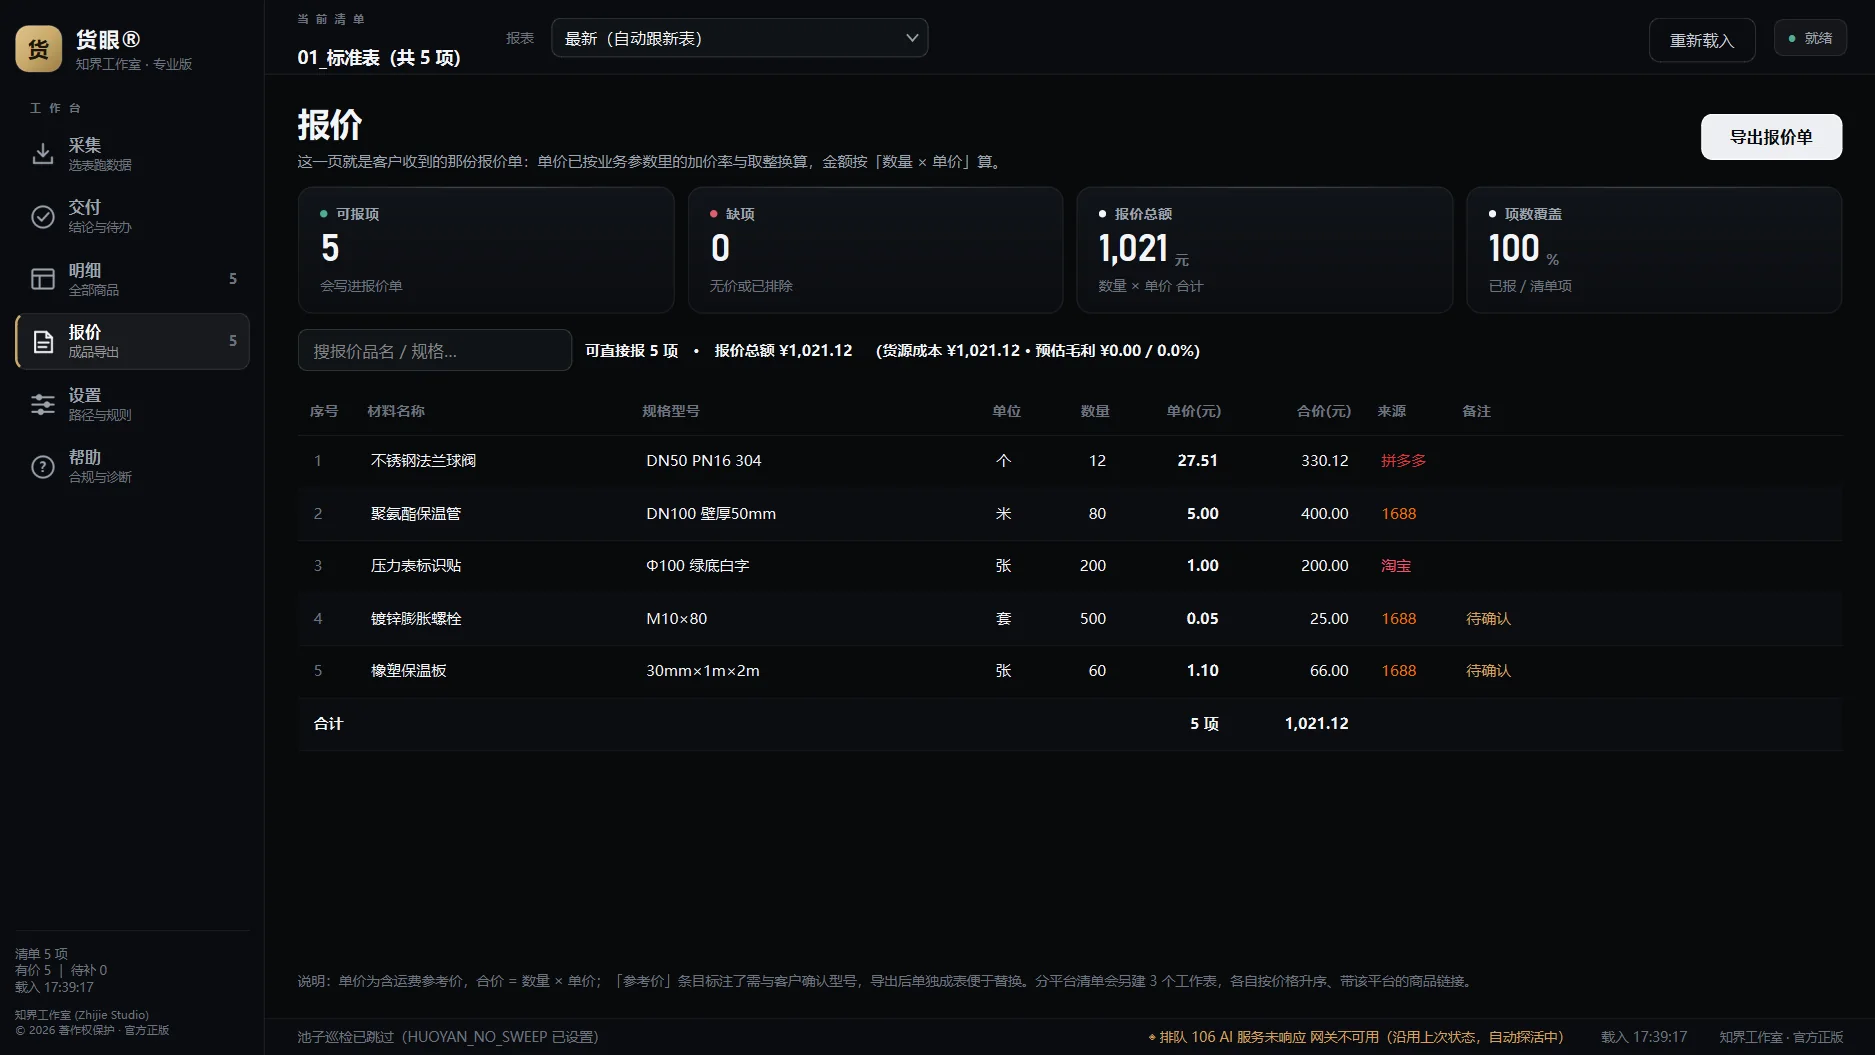 货
货眼®
知界工作室 · 专业版
工作台
采集
选表跑数据
交付
结论与待办
明细
全部商品
5
报价
成品导出
5
设置
路径与规则
帮助
合规与诊断
清单 5 项
有价 5 | 待补 0
载入 17:39:17
知界工作室 (Zhijie Studio)
© 2026 著作权保护 · 官方正版
当前清单
01_标准表（共 5 项）
报表
最新（自动跟新表）
重新载入
就绪
报价
这一页就是客户收到的那份报价单：单价已按业务参数里的加价率与取整换算，金额按「数量 × 单价」算。
导出报价单
可报项
5
会写进报价单
缺项
0
无价或已排除
报价总额
1,021 元
数量 × 单价 合计
项数覆盖
100 %
已报 / 清单项
搜报价品名 / 规格...
可直接报 5 项 • 报价总额 ¥1,021.12 (货源成本 ¥1,021.12 • 预估毛利 ¥0.00 / 0.0%)
序号 材料名称 规格型号 单位 数量 单价(元) 合价(元) 来源 备注
1 不锈钢法兰球阀 DN50 PN16 304 个 12 27.51 330.12 拼多多
2 聚氨酯保温管 DN100 壁厚50mm 米 80 5.00 400.00 1688
3 压力表标识贴 Φ100 绿底白字 张 200 1.00 200.00 淘宝
4 镀锌膨胀螺栓 M10×80 套 500 0.05 25.00 1688 待确认
5 橡塑保温板 30mm×1m×2m 张 60 1.10 66.00 1688 待确认
合计 5 项 1,021.12
说明：单价为含运费参考价，合价 = 数量 × 单价；「参考价」条目标注了需与客户确认型号，导出后单独成表便于替换。分平台清单会另建 3 个工作表，各自按价格升序、带该平台的商品链接。
池子巡检已跳过（HUOYAN_NO_SWEEP 已设置）
排队 106 AI 服务未响应 网关不可用（沿用上次状态，自动探活中）
载入 17:39:17
知界工作室 · 官方正版